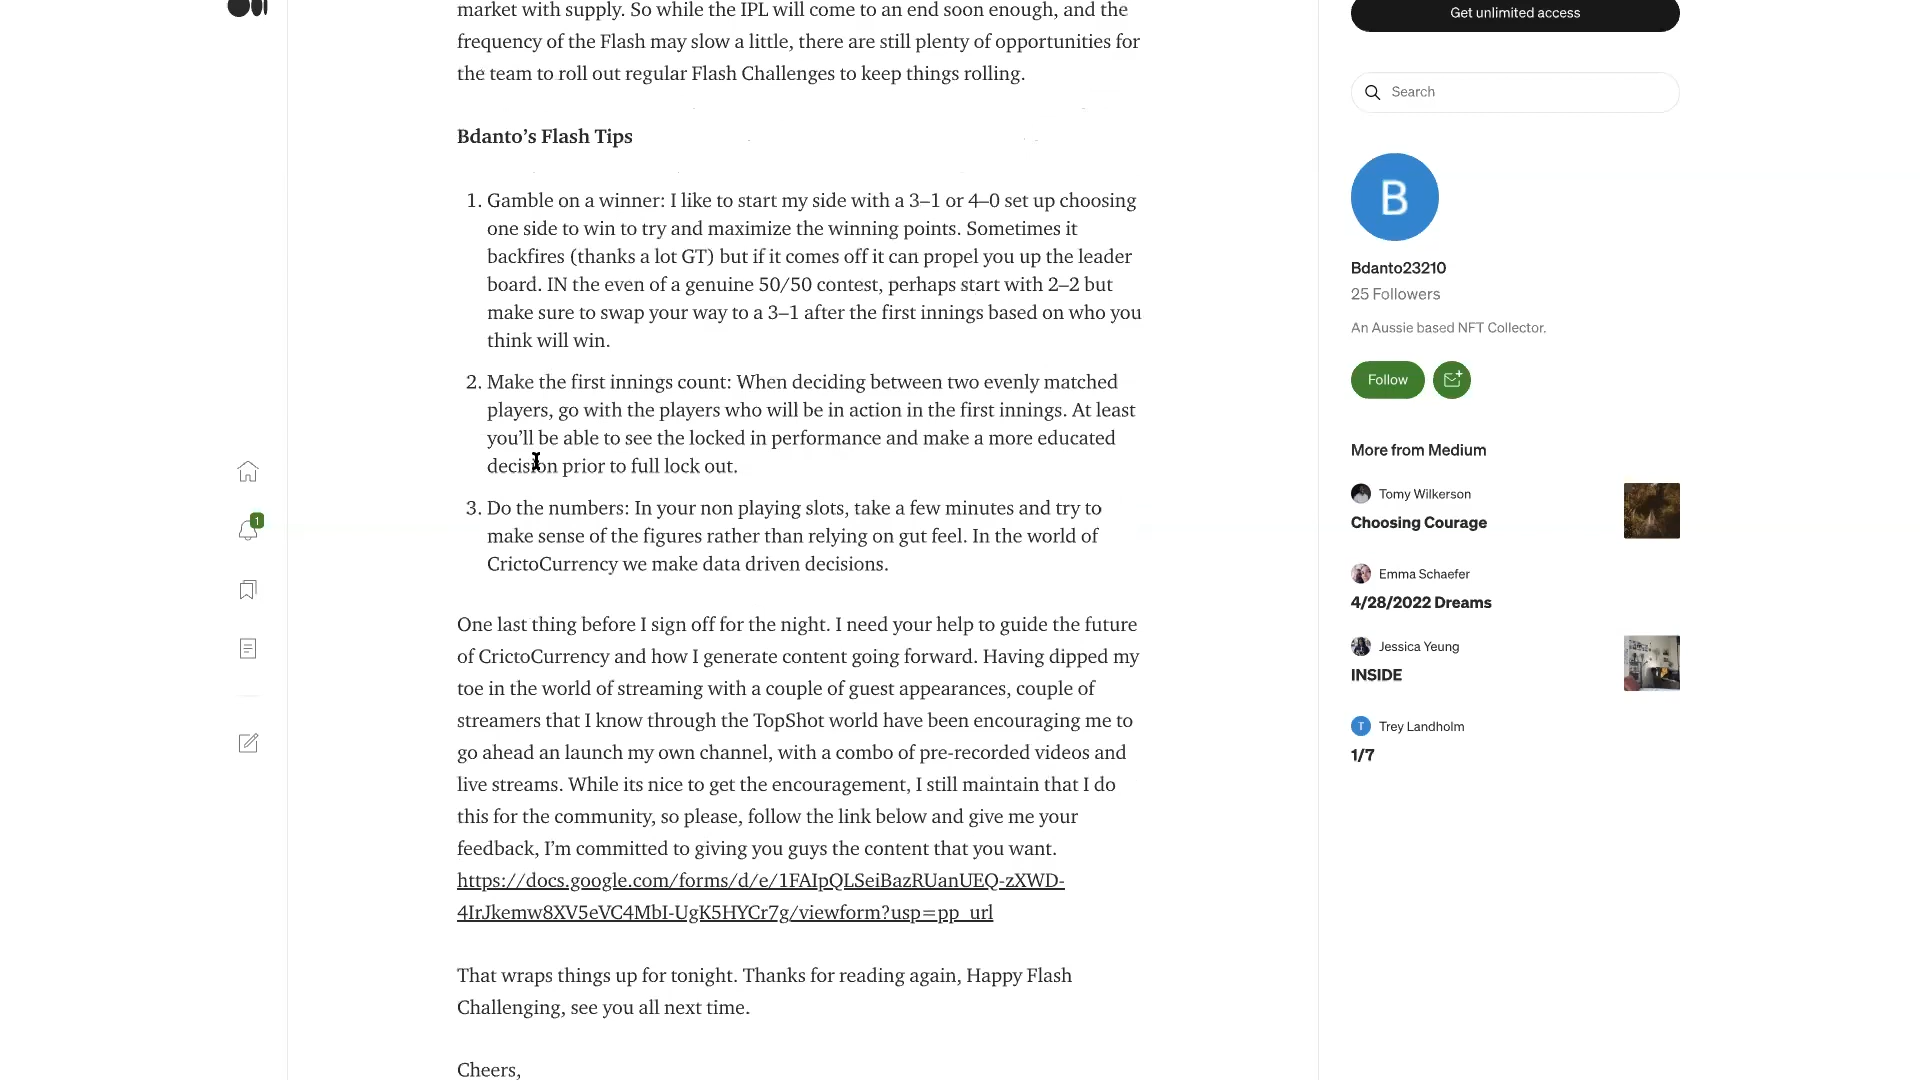 market with supply. So while the IPL will come to an end soon enough, and the
frequency of the Flash may slow a little, there are still plenty of opportunities for
the team to roll out regular Flash Challenges to keep things rolling.
Bdanto’s Flash Tips
1. Gamble on a winner: I like to start my side with a 3–1 or 4–0 set up choosing
one side to win to try and maximize the winning points. Sometimes it
backfires (thanks a lot GT) but if it comes off it can propel you up the leader
board. IN the even of a genuine 50/50 contest, perhaps start with 2–2 but
make sure to swap your way to a 3–1 after the first innings based on who you
think will win.
2. Make the first innings count: When deciding between two evenly matched
players, go with the players who will be in action in the first innings. At least
you’ll be able to see the locked in performance and make a more educated
decision prior to full lock out.
3. Do the numbers: In your non playing slots, take a few minutes and try to
make sense of the figures rather than relying on gut feel. In the world of
CrictoCurrency we make data driven decisions.
One last thing before I sign off for the night. I need your help to guide the future
of CrictoCurrency and how I generate content going forward. Having dipped my
toe in the world of streaming with a couple of guest appearances, couple of
streamers that I know through the TopShot world have been encouraging me to
go ahead an launch my own channel, with a combo of pre-recorded videos and
live streams. While its nice to get the encouragement, I still maintain that I do
this for the community, so please, follow the link below and give me your
feedback, I’m committed to giving you guys the content that you want.
https://docs.google.com/forms/d/e/1FAIpQLSeiBazRUanUEQ-zXWD-
4IrJkemw8XV5eVC4MbI-UgK5HYCr7g/viewform?usp=pp_url
That wraps things up for tonight. Thanks for reading again, Happy Flash
Challenging, see you all next time.
Cheers,
1
Get unlimited access
Search
B
Bdanto23210
25 Followers
An Aussie based NFT Collector.
Follow
More from Medium
Tomy Wilkerson
Choosing Courage
Emma Schaefer
4/28/2022 Dreams
Jessica Yeung
INSIDE
T Trey Landholm
1/7